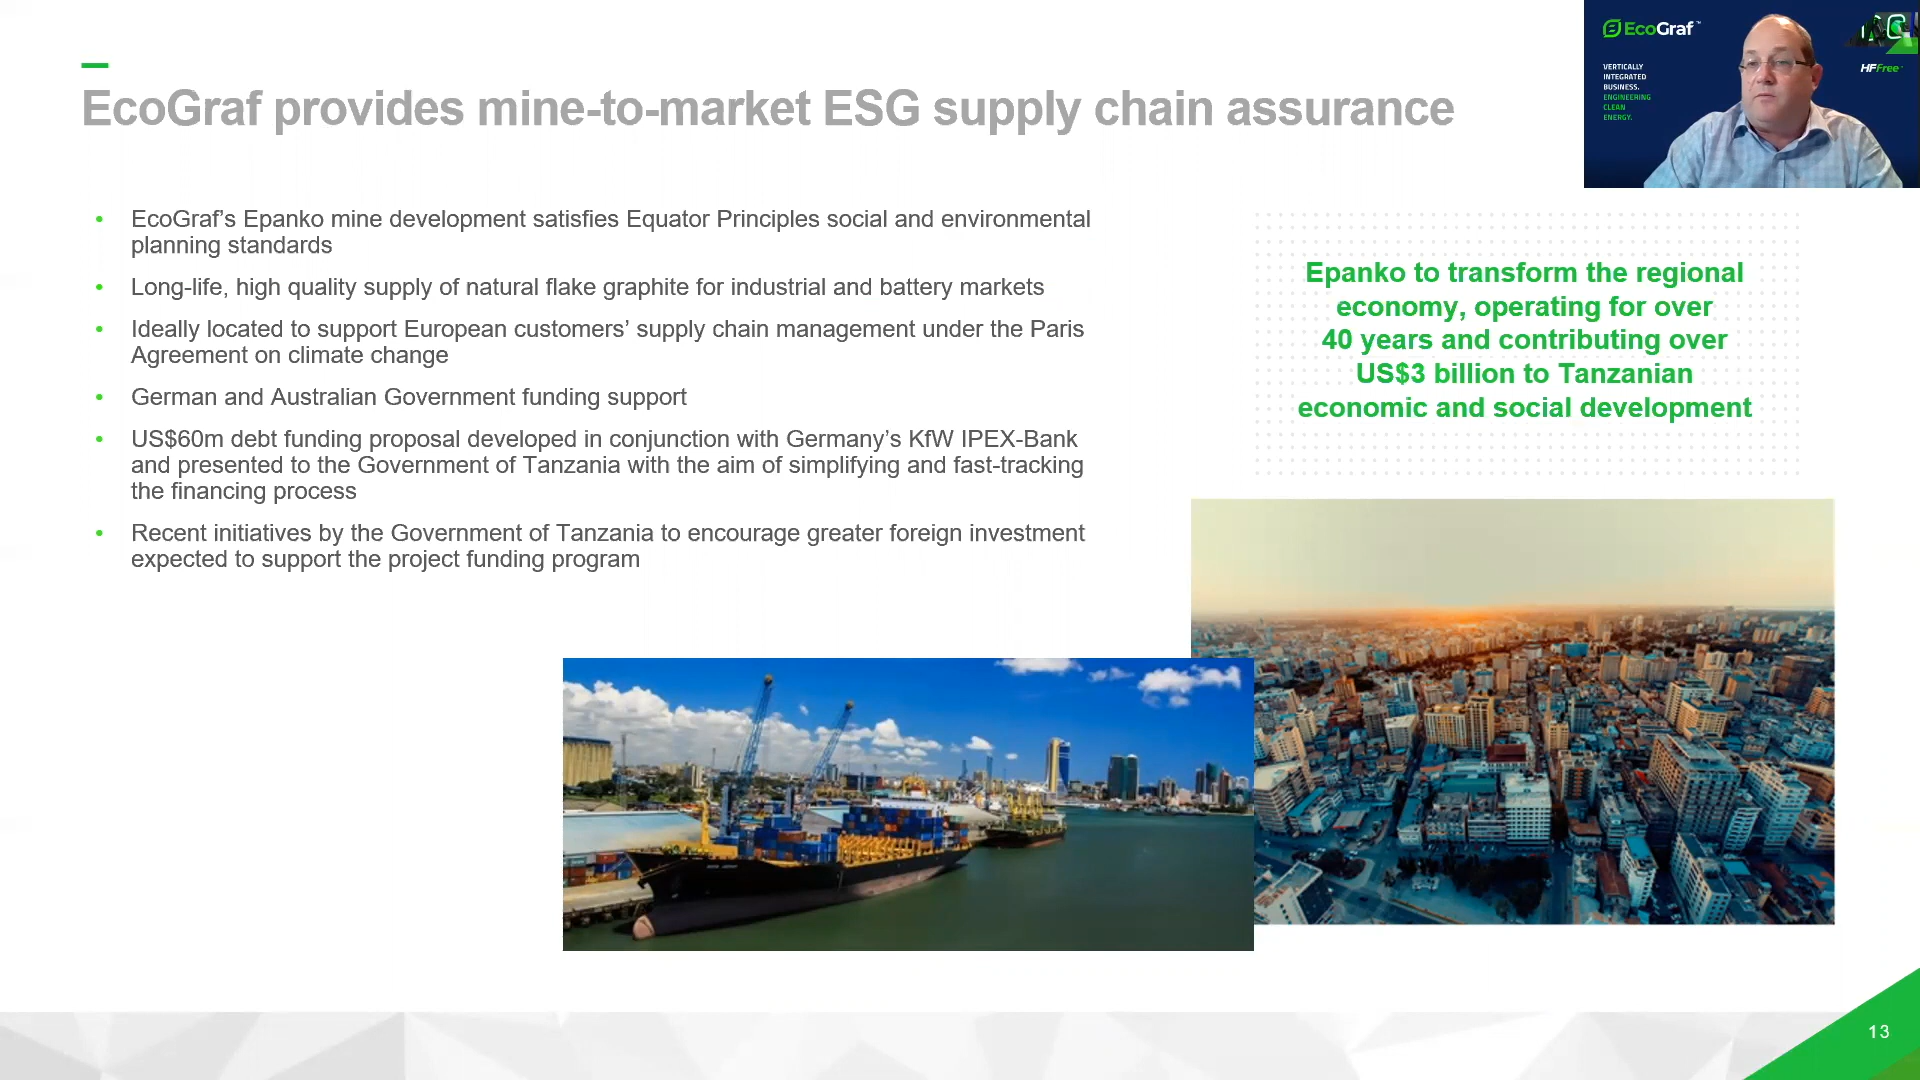 EcoGraf provides mine-to-market ESG supply chain assurance
EcoGraf™
VERTICALLY
INTEGRATED
BUSINESS.
ENGINEERING
CLEAN
ENERGY.
HFFree™
• EcoGraf’s Epanko mine development satisfies Equator Principles social and environmental
planning standards
• Long-life, high quality supply of natural flake graphite for industrial and battery markets
• Ideally located to support European customers’ supply chain management under the Paris
Agreement on climate change
• German and Australian Government funding support
• US$60m debt funding proposal developed in conjunction with Germany’s KfW IPEX-Bank
and presented to the Government of Tanzania with the aim of simplifying and fast-tracking
the financing process
• Recent initiatives by the Government of Tanzania to encourage greater foreign investment
expected to support the project funding program
Epanko to transform the regional
economy, operating for over
40 years and contributing over
US$3 billion to Tanzanian
economic and social development
13